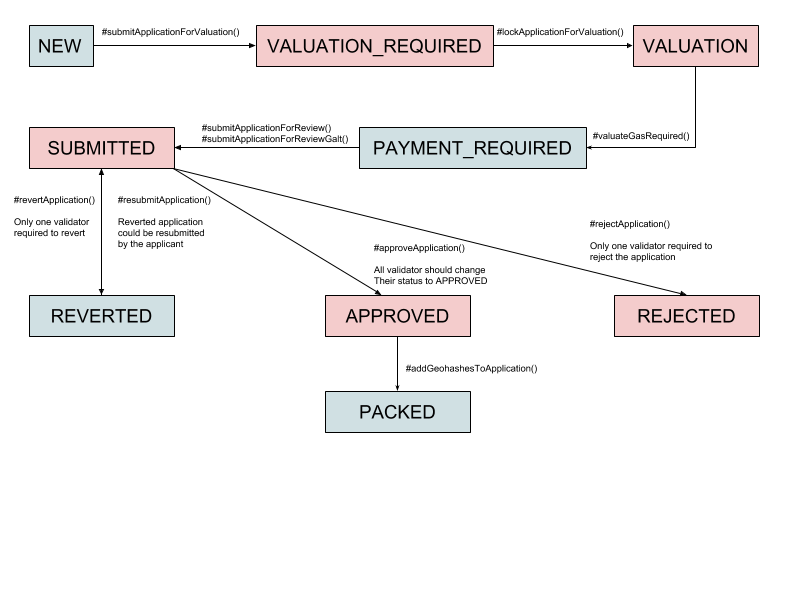 #submitApplicationForValuation()
#lockApplicationForValuation()
NEW
VALUATION_REQUIRED
VALUATION
#submitApplicationForReview()
#submitApplicationForReviewGalt()
#valuateGasRequired()
SUBMITTED
PAYMENT_REQUIRED
#revertApplication()
Only one validator
required to revert
#resubmitApplication()
Reverted application
could be resubmitted
by the applicant
#approveApplication()
All validator should change
Their status to APPROVED
#rejectApplication()
Only one validator required to
reject the application
REVERTED
APPROVED
REJECTED
#addGeohashesToApplication()
PACKED